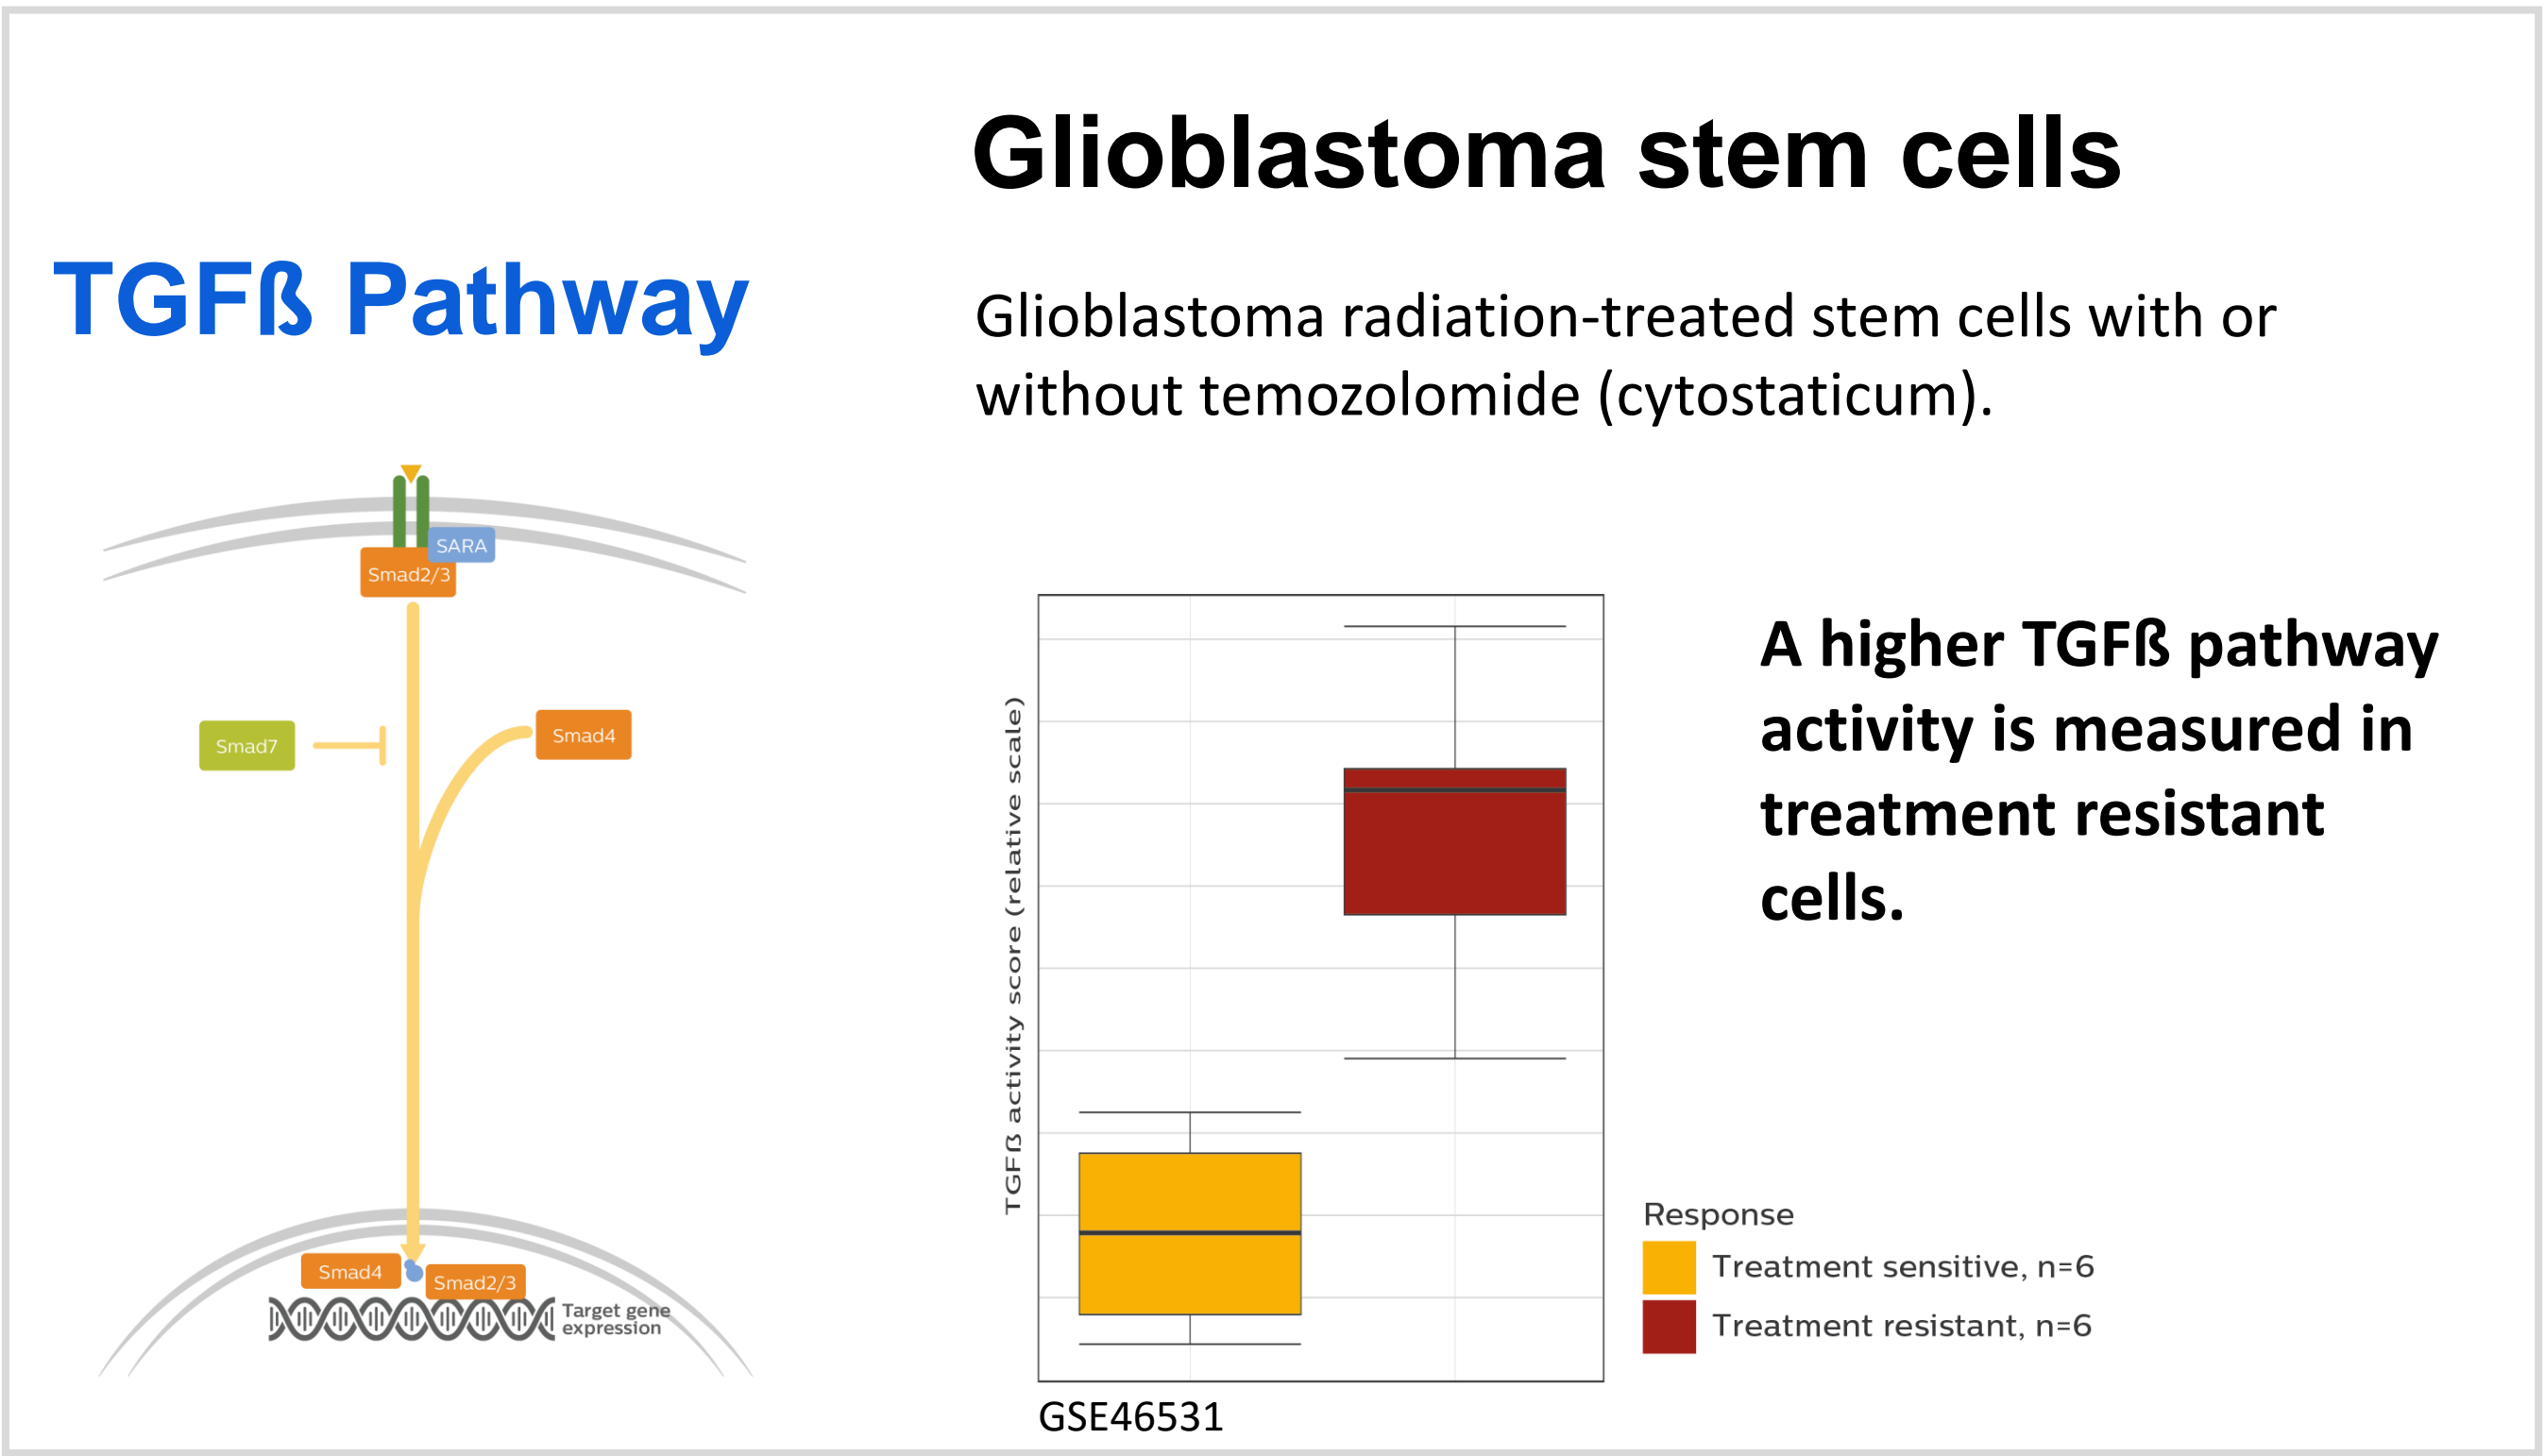 Glioblastoma stem cells
TGFß Pathway
Glioblastoma radiation-treated stem cells with or
without temozolomide (cytostaticum).
SARA
Smad2/3
Smad7
Smad4
Smad4
Smad2/3
Target gene
expression
TGFß activity score (relative scale)
A higher TGFß pathway
activity is measured in
treatment resistant
cells.
Response
Treatment sensitive, n=6
Treatment resistant, n=6
GSE46531